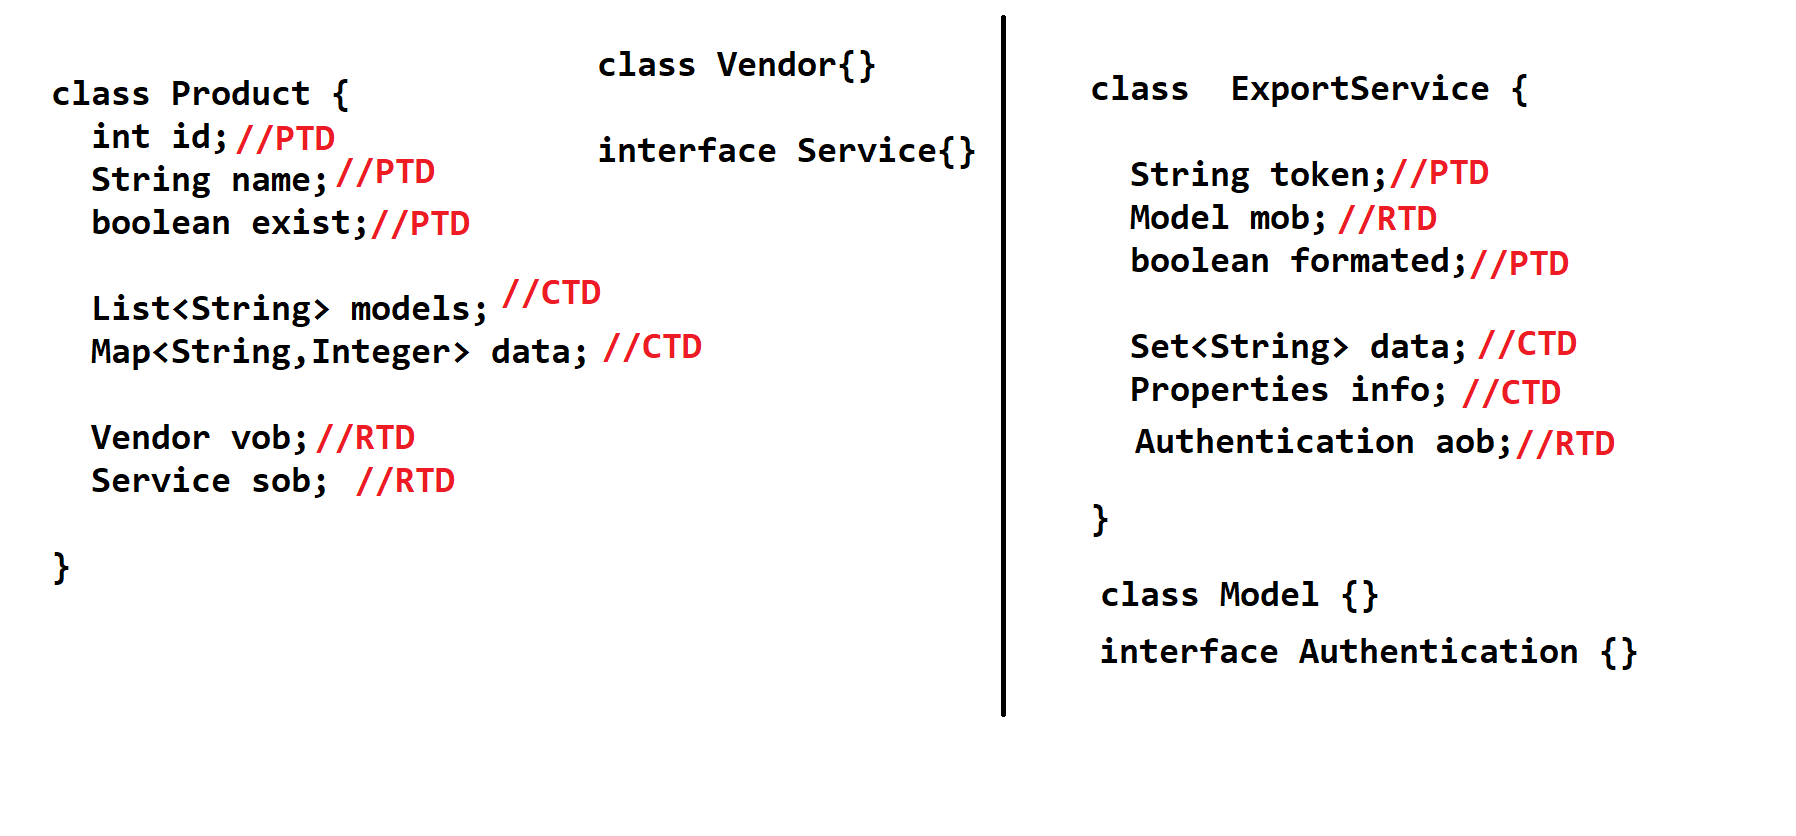 class Product {
int id; //PTD
String name; //PTD
boolean exist; //PTD
List<String> models; //CTD
Map<String,Integer> data; //CTD
Vendor vob; //RTD
Service sob; //RTD
}
class Vendor{}
interface Service{}
class ExportService {
String token; //PTD
Model mob; //RTD
boolean formated; //PTD
Set<String> data; //CTD
Properties info; //CTD
Authentication aob; //RTD
}
class Model {}
interface Authentication {}